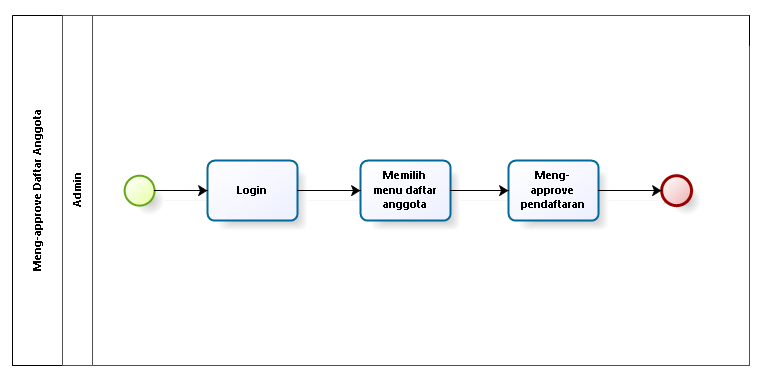 Meng-approve Daftar Anggota
Admin
Login
Memilih
menu daftar
anggota
Meng-
approve
pendaftaran